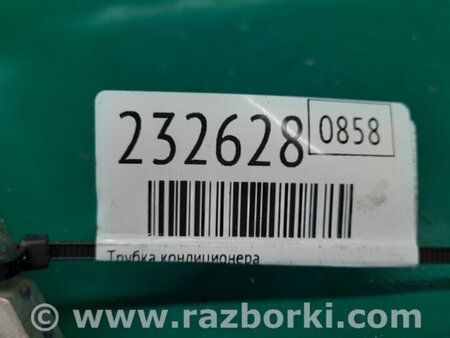 232628
0858
Трубка кондиционера
www.razborki.com